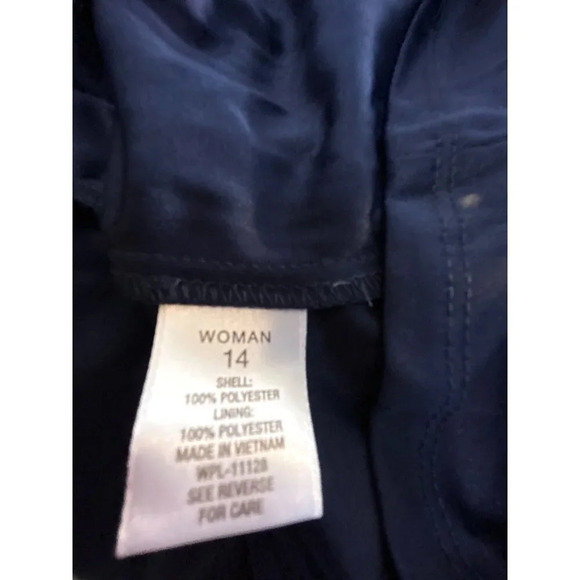 WOMAN
14
SHELL:
100% POLYESTER
LINING:
100% POLYESTER
MADE IN VIETNAM
WPL-11128
SEE REVERSE
FOR CARE